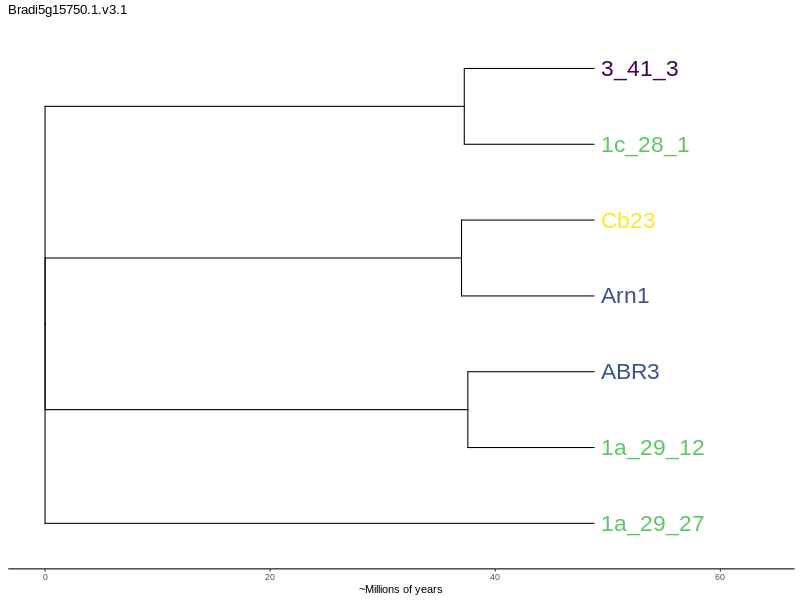 Bradi5g15750.1.v3.1
3_41_3
1c_28_1
Cb23
Arn1
ABR3
1a_29_12
1a_29_27
0 20 40 60
~Millions of years